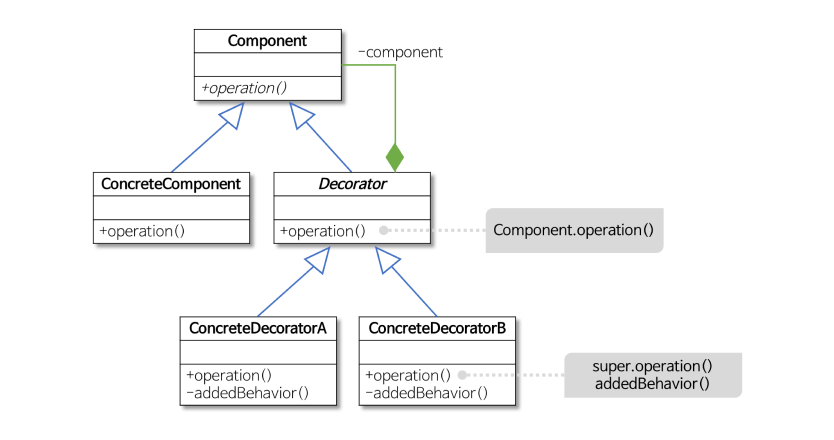 Component
-component
+operation()
ConcreteComponent
Decorator
+operation()
+operation()
Component.operation()
ConcreteDecoratorA
ConcreteDecoratorB
+operation()
-addedBehavior()
+operation()
-addedBehavior()
super.operation()
addedBehavior()